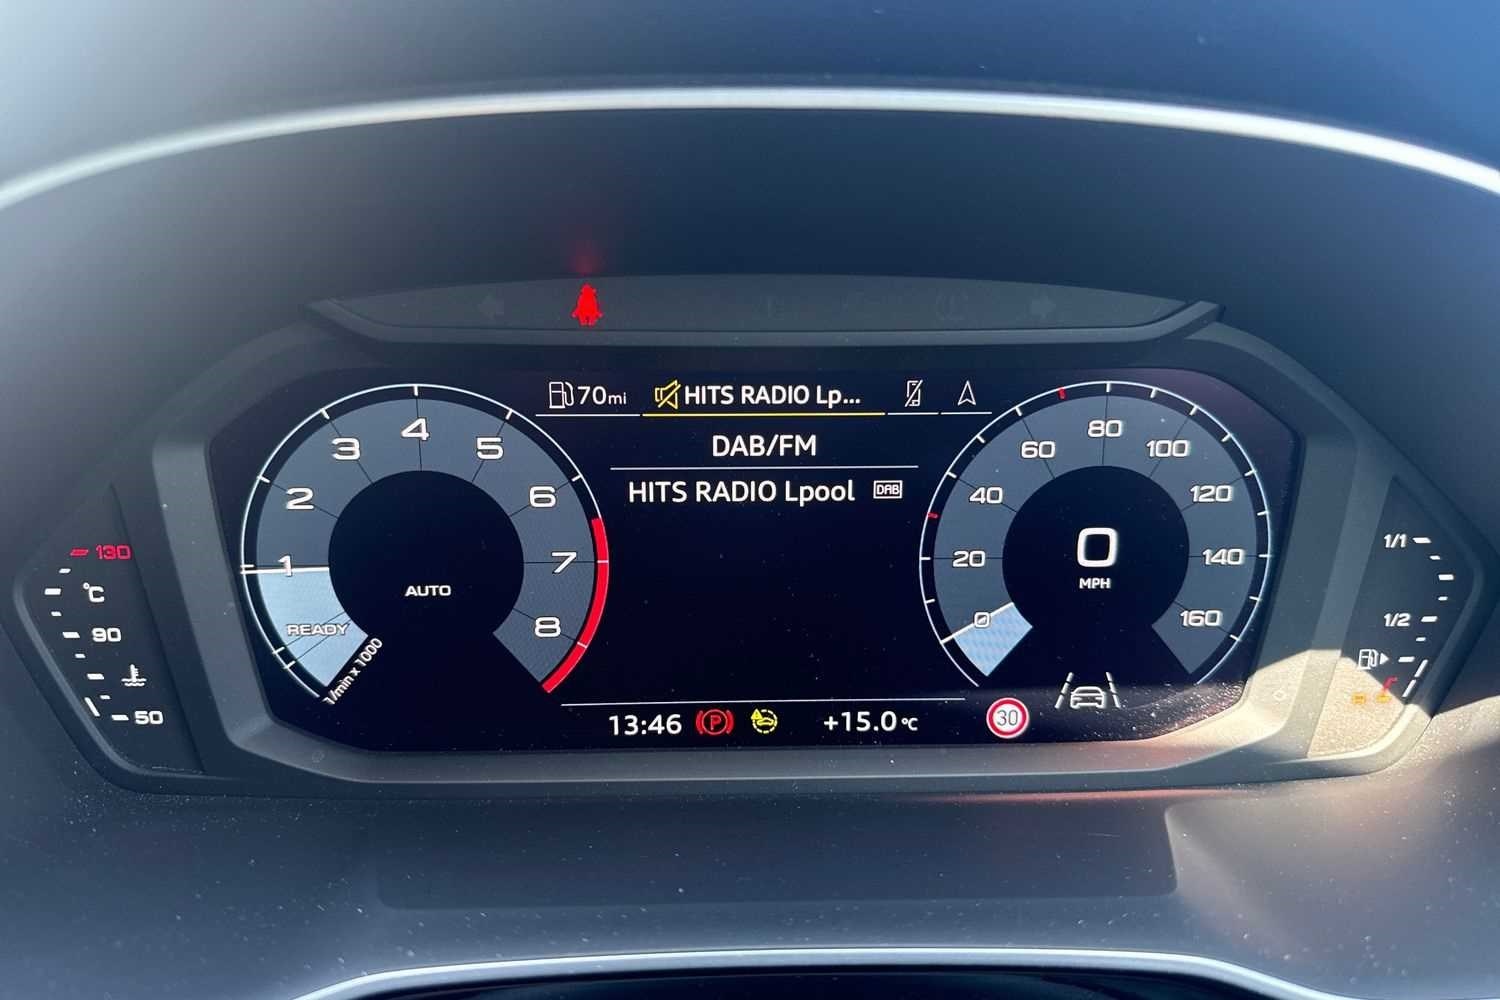 70mi HITS RADIO Lp...
DAB/FM
HITS RADIO Lpool DAB
1 2 3 4 5 6 7 8
AUTO
READY
1/min x 1000
0 20 40 60 80 100 120 140 160
0
MPH
13:46 P +15.0 °C 30
130
°C
90
50
1/1
1/2